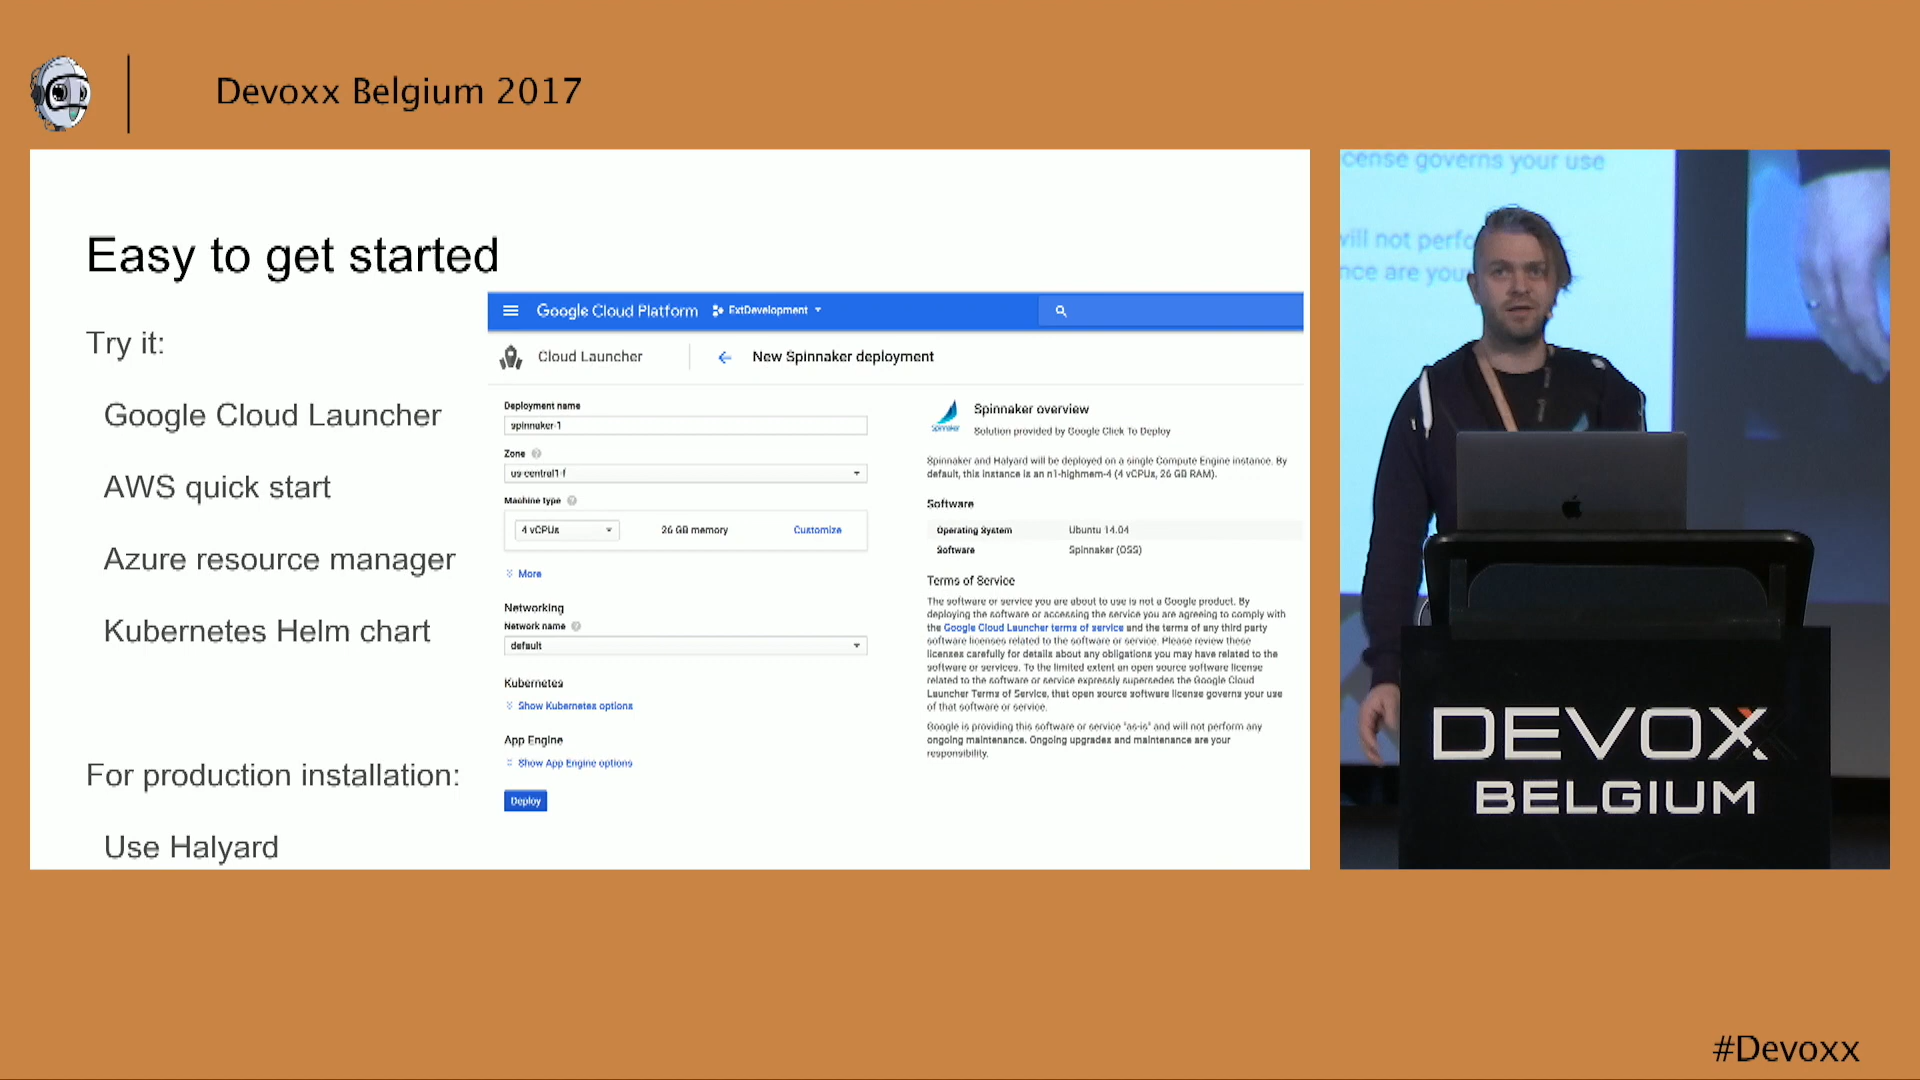 Devoxx Belgium 2017
Easy to get started
Try it:
Google Cloud Launcher
AWS quick start
Azure resource manager
Kubernetes Helm chart
For production installation:
Use Halyard
Google Cloud Platform
ExtDevelopment
Cloud Launcher
New Spinnaker deployment
Deployment name
spinnaker-1
Zone
us-central1-f
Machine type
4 vCPUs
26 GB memory
Customize
More
Networking
Network name
default
Kubernetes
Show Kubernetes options
App Engine
Show App Engine options
Deploy
Spinnaker
Spinnaker overview
Solution provided by Google Click To Deploy
Spinnaker and Halyard will be deployed on a single Compute Engine instance. By
default, this instance is an n1-highmem-4 (4 vCPUs, 26 GB RAM).
Software
Operating System Ubuntu 14.04
Software Spinnaker (OSS)
Terms of Service
The software or service you are about to use is not a Google product. By
deploying the software or accessing the service you are agreeing to comply with
the Google Cloud Launcher terms of service and the terms of any third party
software licenses related to the software or service. Please review these
licenses carefully for details about any obligations you may have related to the
software or services. To the limited extent an open source software license
related to the software or service expressly supersedes the Google Cloud
Launcher Terms of Service, that open source software license governs your use
of that software or service.
Google is providing this software or service "as-is" and will not perform any
ongoing maintenance. Ongoing upgrades and maintenance are your
responsibility.
cense governs your use
will not perfo
nce are you
DEVOXX
BELGIUM
#Devoxx